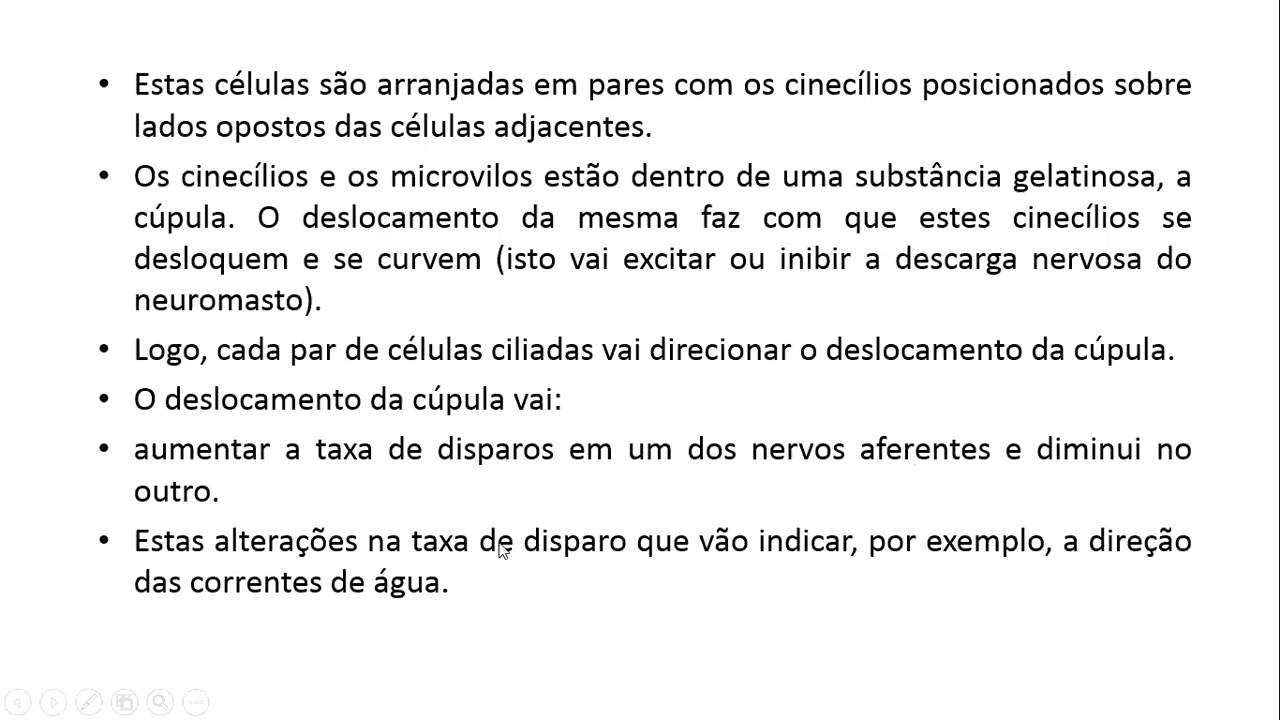 • Estas células são arranjadas em pares com os cinecílios posicionados sobre
lados opostos das células adjacentes.
• Os cinecílios e os microvilos estão dentro de uma substância gelatinosa, a
cúpula. O deslocamento da mesma faz com que estes cinecílios se
desloquem e se curvem (isto vai excitar ou inibir a descarga nervosa do
neuromasto).
• Logo, cada par de células ciliadas vai direcionar o deslocamento da cúpula.
• O deslocamento da cúpula vai:
• aumentar a taxa de disparos em um dos nervos aferentes e diminui no
outro.
• Estas alterações na taxa de disparo que vão indicar, por exemplo, a direção
das correntes de água.